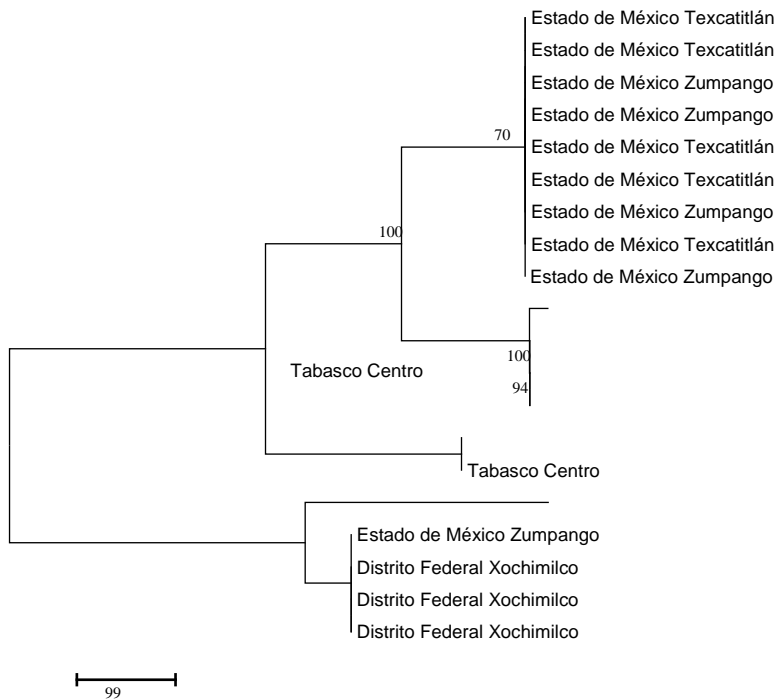 Estado de México Texcatitlán
Estado de México Texcatitlán
Estado de México Zumpango
Estado de México Zumpango
70
Estado de México Texcatitlán
Estado de México Texcatitlán
Estado de México Zumpango
100
Estado de México Texcatitlán
Estado de México Zumpango
100
Tabasco Centro
94
Tabasco Centro
Estado de México Zumpango
Distrito Federal Xochimilco
Distrito Federal Xochimilco
Distrito Federal Xochimilco
99